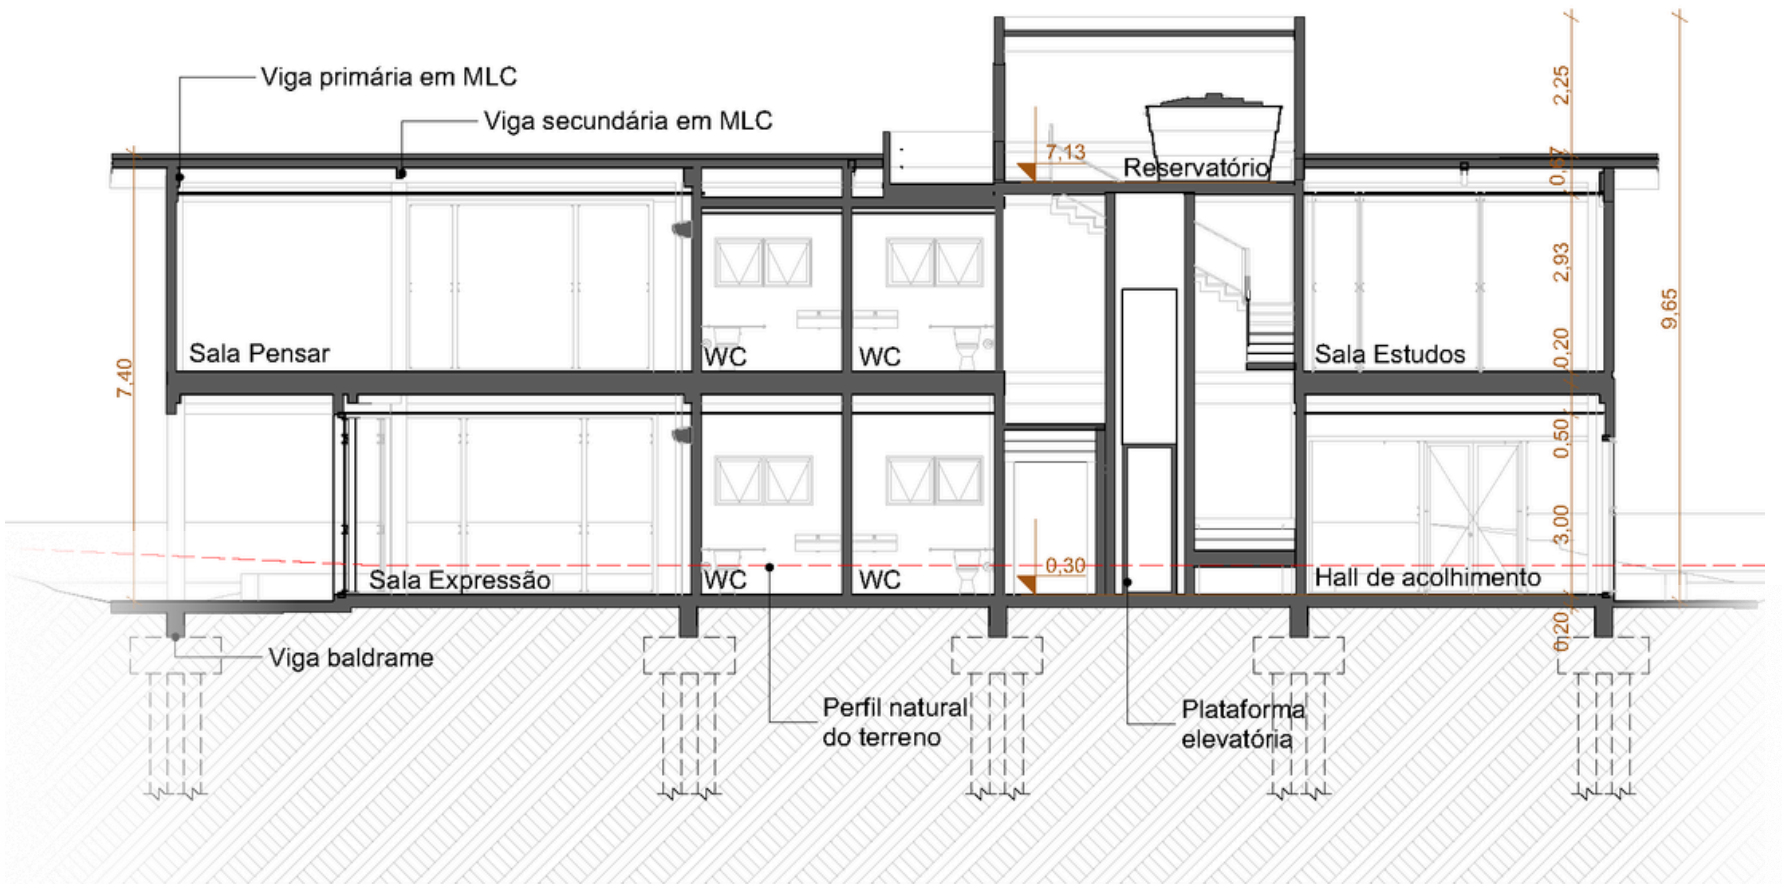 Viga primária em MLC
Viga secundária em MLC
2,25
7,13
Reservatório
0,67
2,93
9,65
7,40
Sala Pensar
WC
WC
Sala Estudos
0,20
0,50
3,00
Sala Expressão
WC
WC
0,30
Hall de acolhimento
0,20
Viga baldrame
Perfil natural
do terreno
Plataforma
elevatória